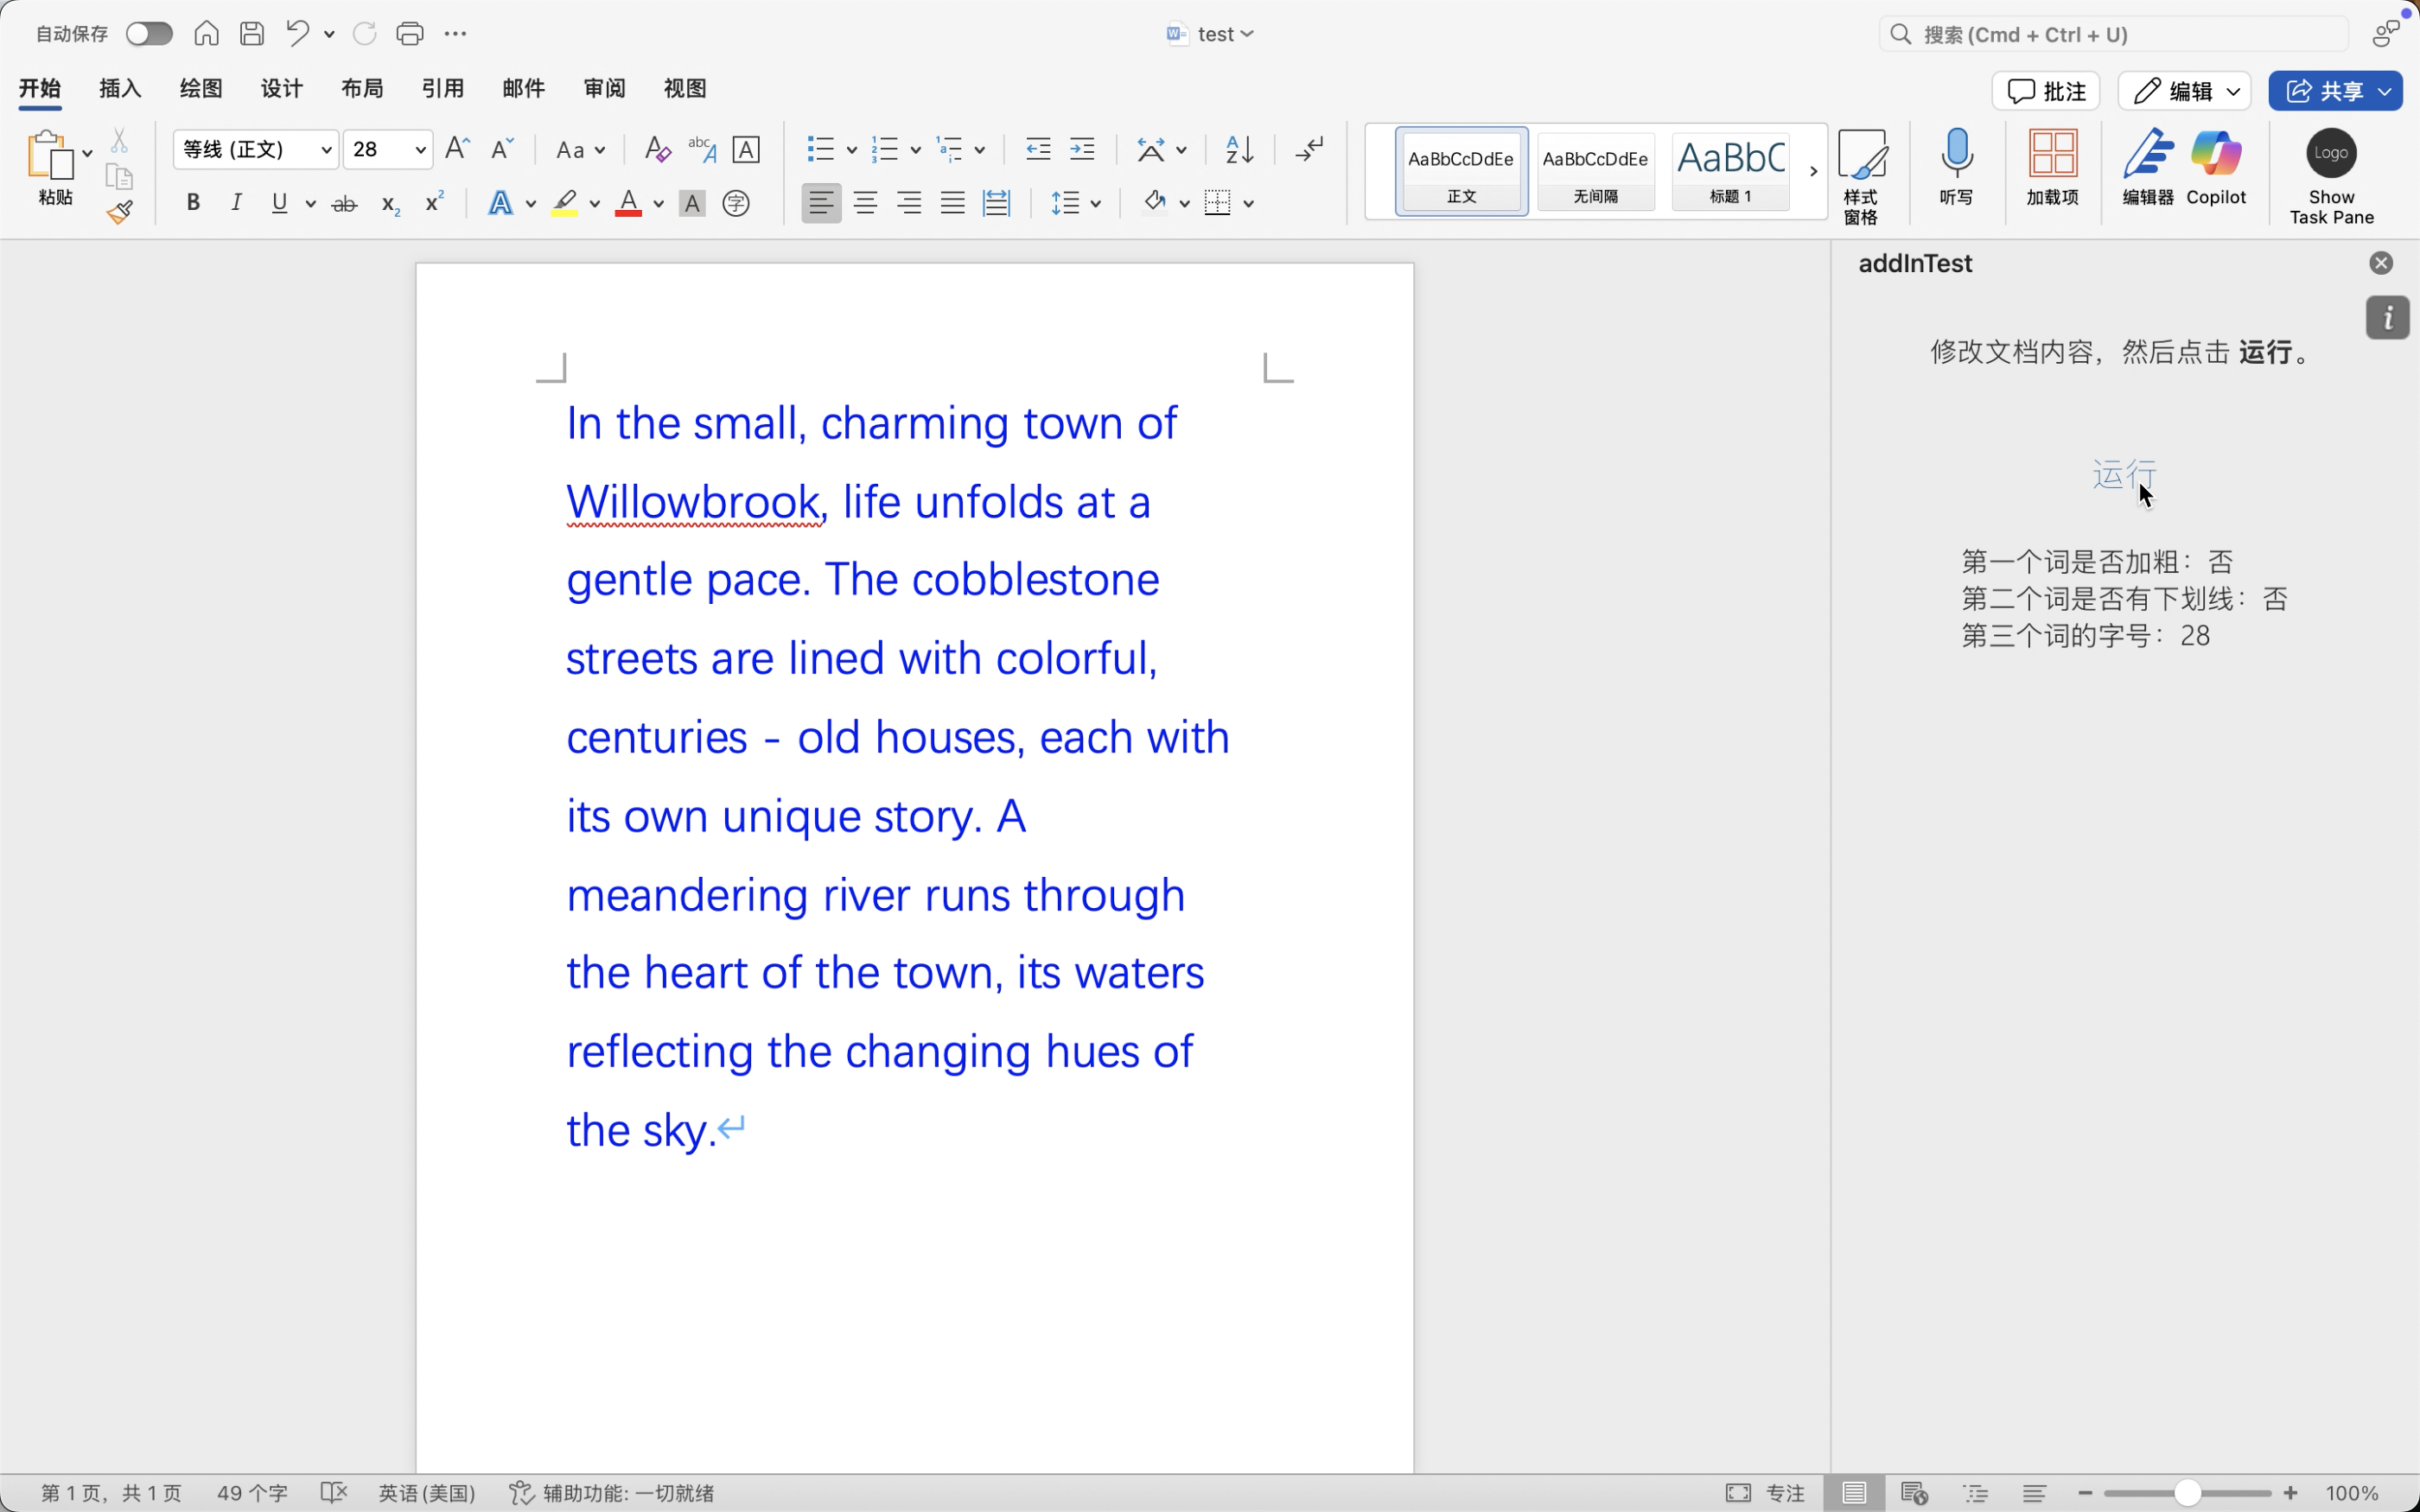 自动保存
test
搜索 (Cmd + Ctrl + U)
开始 插入 绘图 设计 布局 引用 邮件 审阅 视图
批注 编辑 共享
粘贴
等线 (正文) 28
AaBbCcDdEe 正文
AaBbCcDdEe 无间隔
AaBbC 标题 1
样式
窗格
听写
加载项
编辑器
Copilot
Logo
Show
Task Pane
In the small, charming town of
Willowbrook, life unfolds at a
gentle pace. The cobblestone
streets are lined with colorful,
centuries - old houses, each with
its own unique story. A
meandering river runs through
the heart of the town, its waters
reflecting the changing hues of
the sky.
addInTest
修改文档内容，然后点击 运行。
运行
第一个词是否加粗：否
第二个词是否有下划线：否
第三个词的字号：28
第 1 页，共 1 页 49 个字 英语 (美国) 辅助功能: 一切就绪 专注 100%